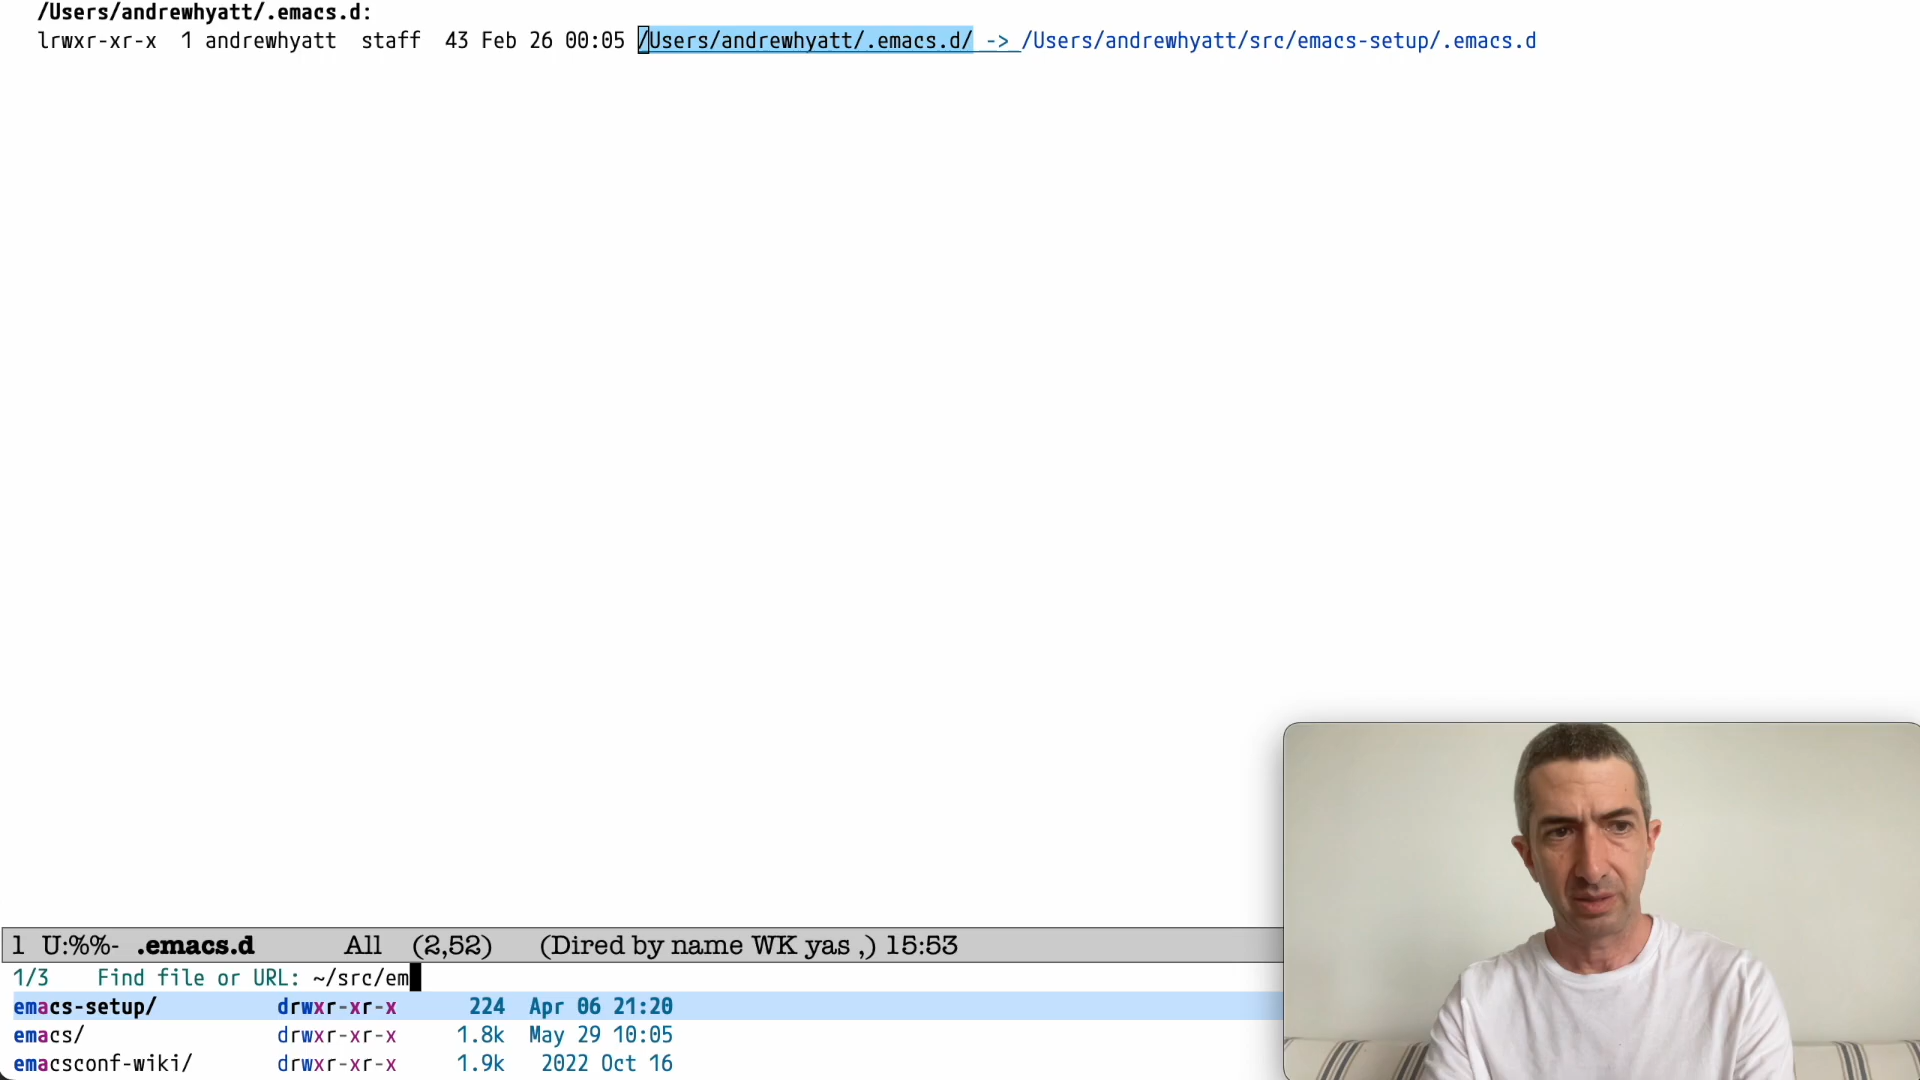 /Users/andrewhyatt/.emacs.d:
lrwxr-xr-x  1 andrewhyatt  staff  43 Feb 26 00:05 /Users/andrewhyatt/.emacs.d/ -> /Users/andrewhyatt/src/emacs-setup/.emacs.d
1 U:%%- .emacs.d All (2,52) (Dired by name WK yas ,) 15:53
1/3 Find file or URL: ~/src/em
emacs-setup/ drwxr-xr-x 224 Apr 06 21:20
emacs/ drwxr-xr-x 1.8k May 29 10:05
emacsconf-wiki/ drwxr-xr-x 1.9k 2022 Oct 16